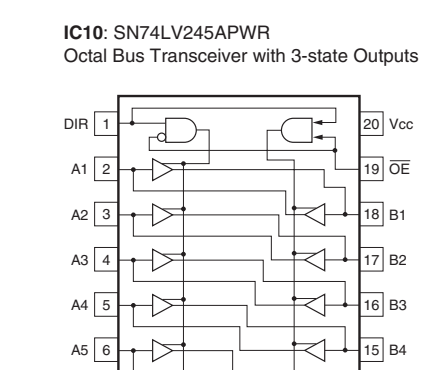 IC10: SN74LV245APWR
Octal Bus Transceiver with 3-state Outputs
DIR 1 20 Vcc
A1 2 19 OE
A2 3 18 B1
A3 4 17 B2
A4 5 16 B3
A5 6 15 B4